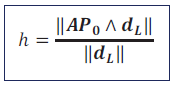 h = ‖AP₀ ∧ d_L‖ / ‖d_L‖